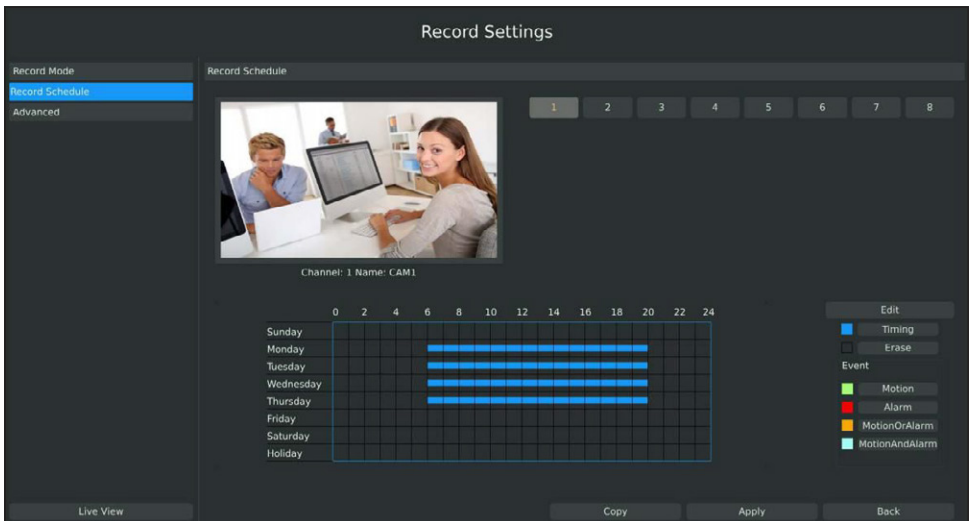 Record Settings
Record Mode
Record Schedule
Advanced
Record Schedule
1 2 3 4 5 6 7 8
Channel: 1 Name: CAM1
0 2 4 6 8 10 12 14 16 18 20 22 24
Sunday
Monday
Tuesday
Wednesday
Thursday
Friday
Saturday
Holiday
Edit
Timing
Erase
Event
Motion
Alarm
MotionOrAlarm
MotionAndAlarm
Live View
Copy
Apply
Back